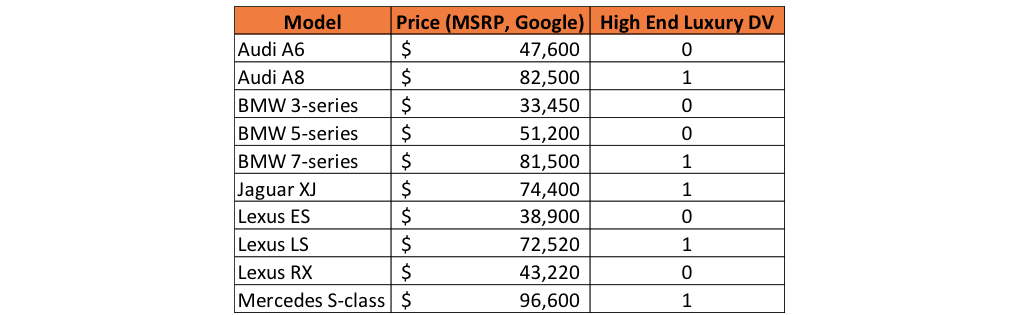 Model Price (MSRP, Google) High End Luxury DV
Audi A6 $ 47,600 0
Audi A8 $ 82,500 1
BMW 3-series $ 33,450 0
BMW 5-series $ 51,200 0
BMW 7-series $ 81,500 1
Jaguar XJ $ 74,400 1
Lexus ES $ 38,900 0
Lexus LS $ 72,520 1
Lexus RX $ 43,220 0
Mercedes S-class $ 96,600 1